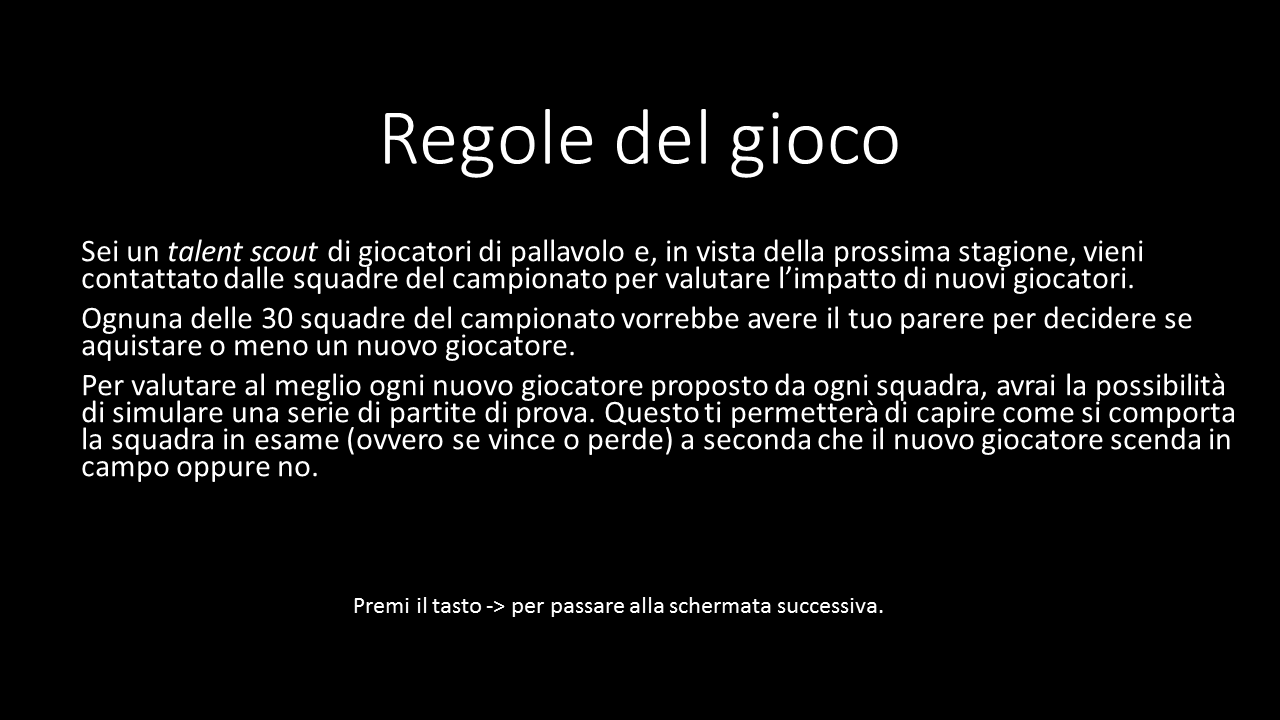 Regole del gioco
Sei un talent scout di giocatori di pallavolo e, in vista della prossima stagione, vieni
contattato dalle squadre del campionato per valutare l’impatto di nuovi giocatori.
Ognuna delle 30 squadre del campionato vorrebbe avere il tuo parere per decidere se
aquistare o meno un nuovo giocatore.
Per valutare al meglio ogni nuovo giocatore proposto da ogni squadra, avrai la possibilità
di simulare una serie di partite di prova. Questo ti permetterà di capire come si comporta
la squadra in esame (ovvero se vince o perde) a seconda che il nuovo giocatore scenda in
campo oppure no.
Premi il tasto -> per passare alla schermata successiva.